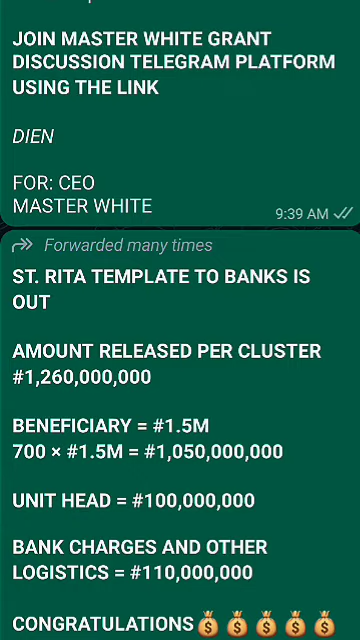 JOIN MASTER WHITE GRANT
DISCUSSION TELEGRAM PLATFORM
USING THE LINK
DIEN
FOR: CEO
MASTER WHITE
9:39 AM
Forwarded many times
ST. RITA TEMPLATE TO BANKS IS
OUT
AMOUNT RELEASED PER CLUSTER
#1,260,000,000
BENEFICIARY = #1.5M
700 × #1.5M = #1,050,000,000
UNIT HEAD = #100,000,000
BANK CHARGES AND OTHER
LOGISTICS = #110,000,000
CONGRATULATIONS💰💰💰💰💰